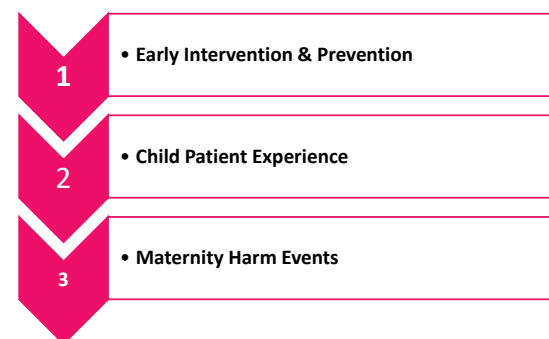 1
• Early Intervention & Prevention
2
• Child Patient Experience
3
• Maternity Harm Events